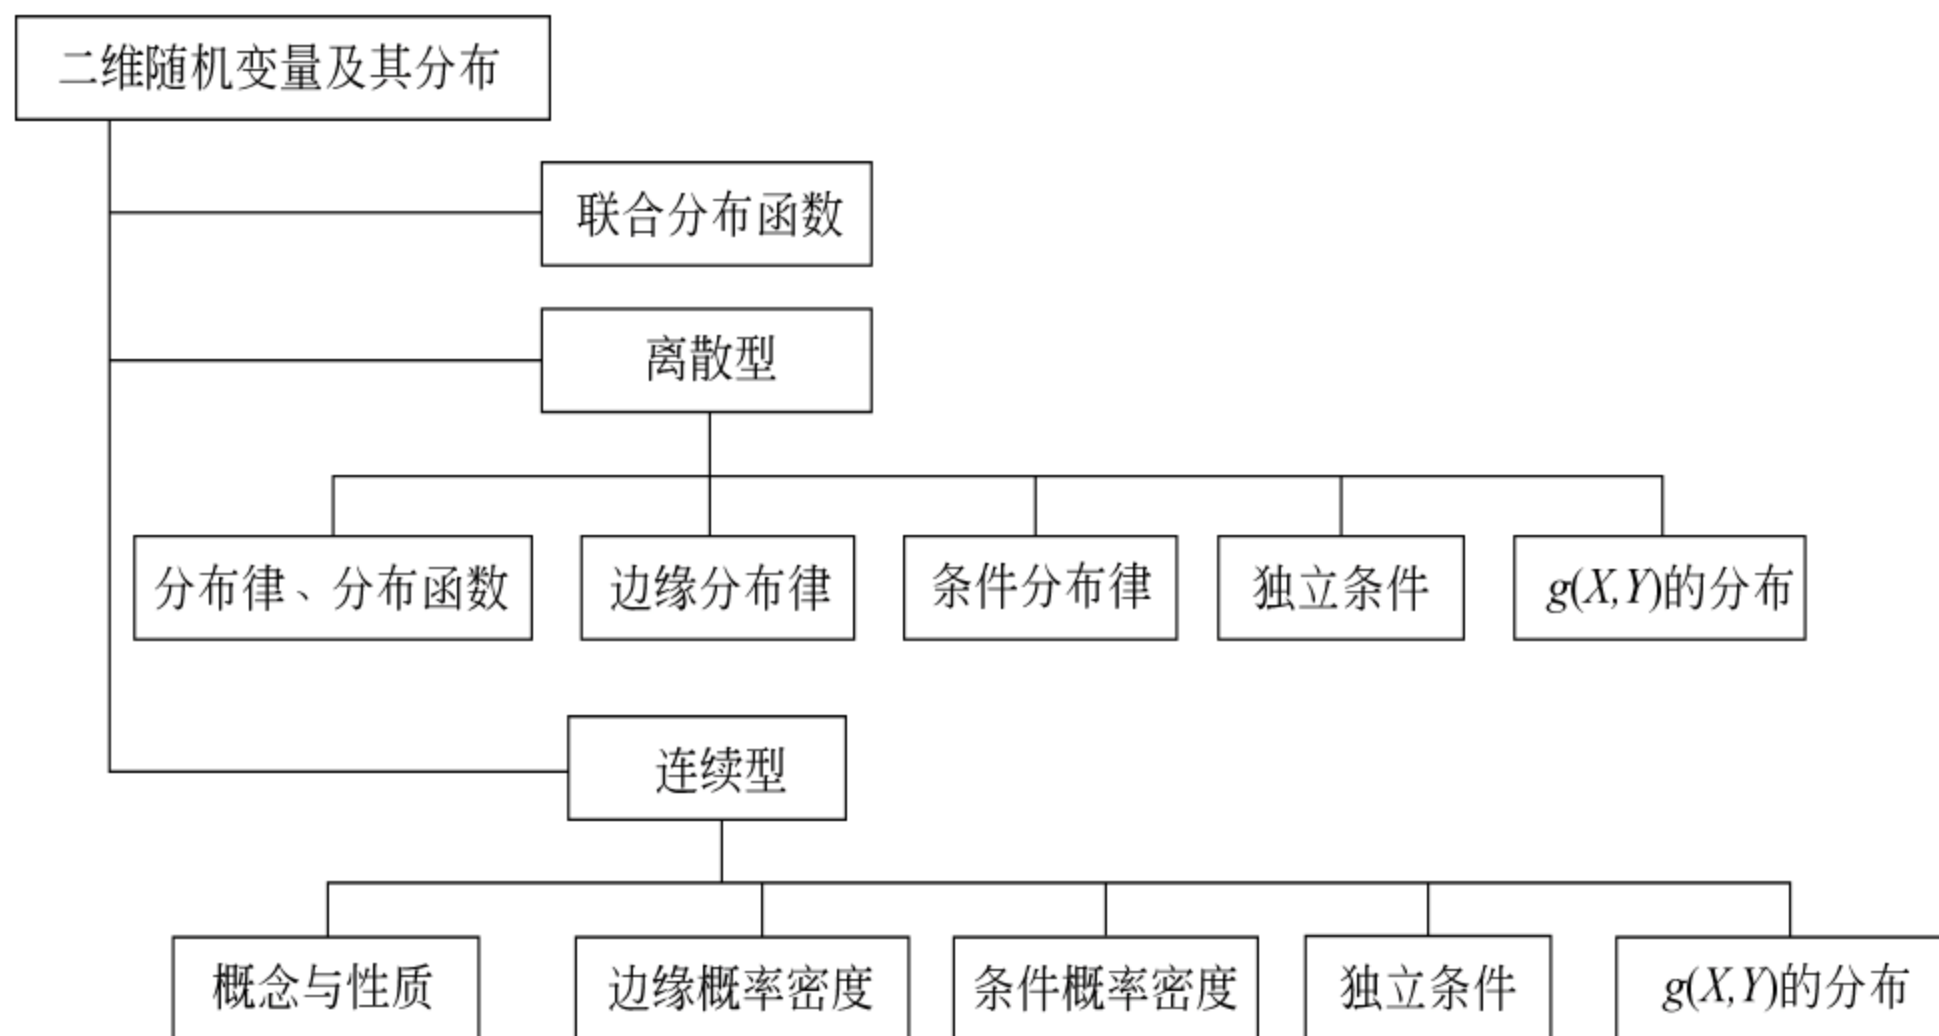 二维随机变量及其分布
联合分布函数
离散型
分布律、分布函数
边缘分布律
条件分布律
独立条件
g(X,Y)的分布
连续型
概念与性质
边缘概率密度
条件概率密度
独立条件
g(X,Y)的分布